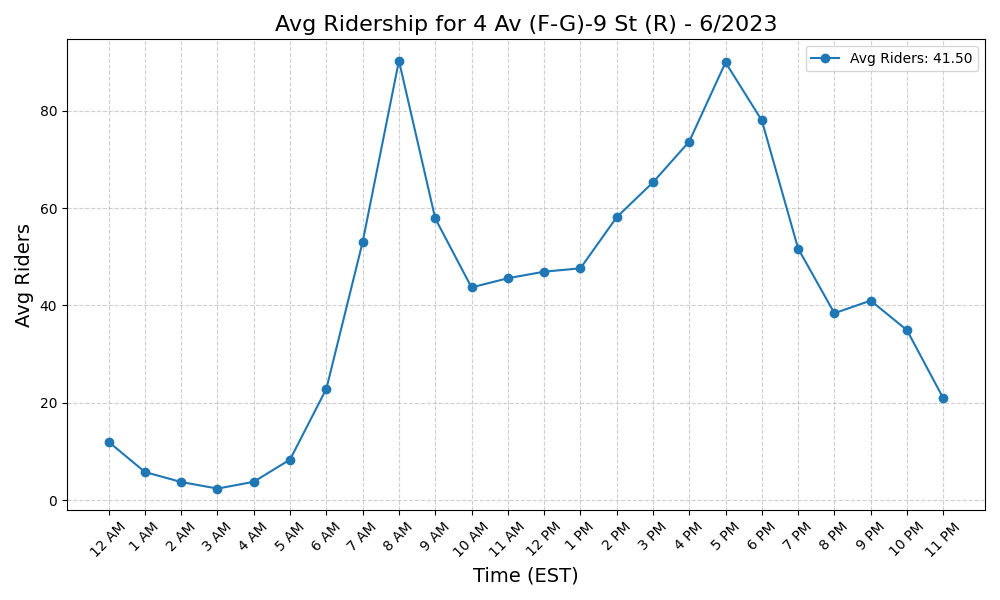 Avg Ridership for 4 Av (F-G)-9 St (R) - 6/2023
Avg Riders: 41.50
Avg Riders
80
60
40
20
0
12 AM
1 AM
2 AM
3 AM
4 AM
5 AM
6 AM
7 AM
8 AM
9 AM
10 AM
11 AM
12 PM
1 PM
2 PM
3 PM
4 PM
5 PM
6 PM
7 PM
8 PM
9 PM
10 PM
11 PM
Time (EST)